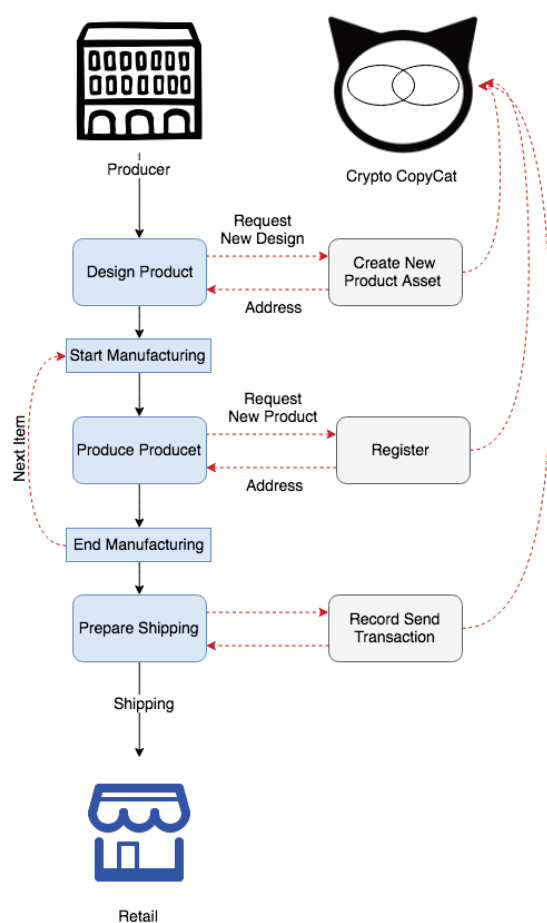 Producer
Crypto CopyCat
Request
New Design
Design Product
Create New
Product Asset
Address
Start Manufacturing
Request
New Product
Next Item
Produce Producet
Register
Address
End Manufacturing
Prepare Shipping
Record Send
Transaction
Shipping
Retail